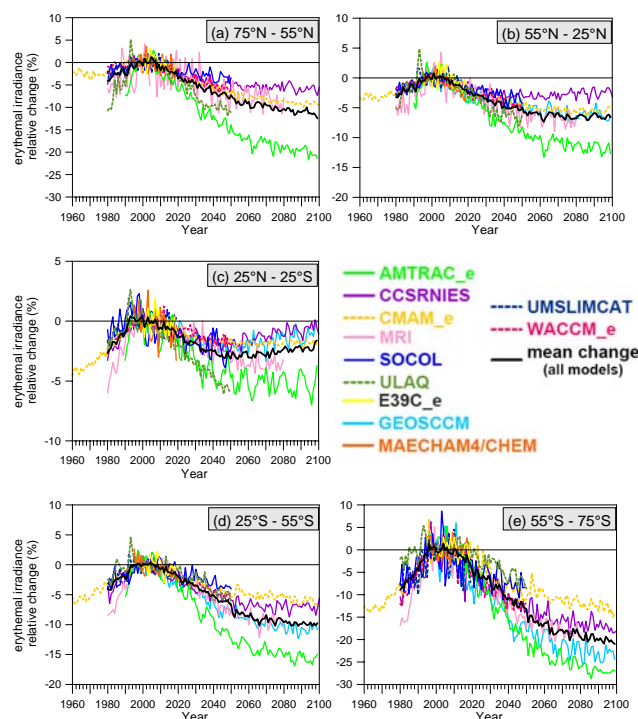 (a) 75°N - 55°N
erythemal irradiance
relative change (%)
10
5
0
-5
-10
-15
-20
-25
-30
1960 1980 2000 2020 2040 2060 2080 2100
Year
(b) 55°N - 25°N
10
5
0
-5
-10
-15
-20
1960 1980 2000 2020 2040 2060 2080 2100
Year
(c) 25°N - 25°S
erythemal irradiance
relative change (%)
5
0
-5
-10
1960 1980 2000 2020 2040 2060 2080 2100
Year
AMTRAC_e
CCSRNIES
CMAM_e
MRI
SOCOL
ULAQ
E39C_e
GEOSCCM
MAECHAM4/CHEM
UMSLIMCAT
WACCM_e
mean change
(all models)
(d) 25°S - 55°S
erythemal irradiance
relative change (%)
10
5
0
-5
-10
-15
-20
1960 1980 2000 2020 2040 2060 2080 2100
Year
(e) 55°S - 75°S
10
5
0
-5
-10
-15
-20
-25
-30
1960 1980 2000 2020 2040 2060 2080 2100
Year